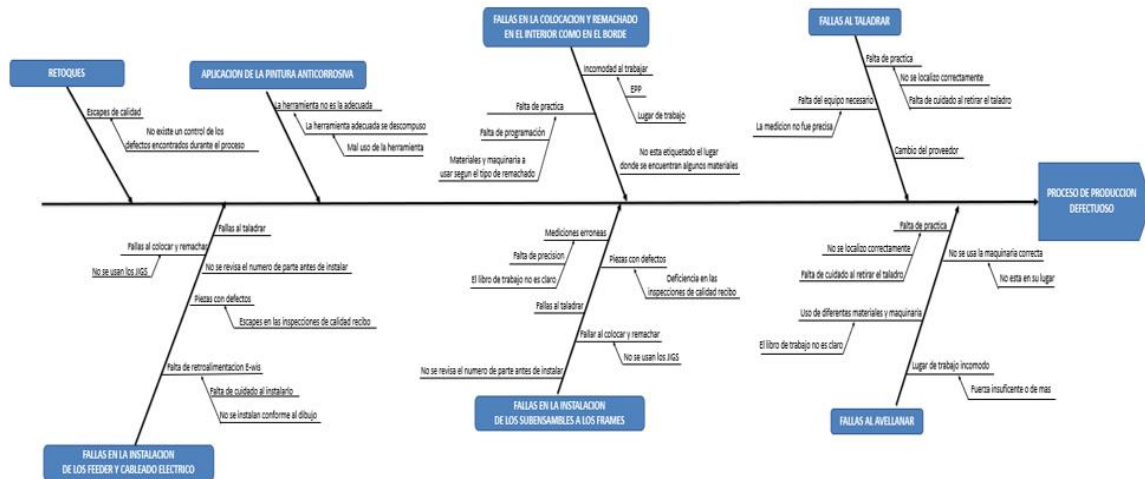 FALLAS EN LA COLOCACION Y REMACHADO
EN EL INTERIOR COMO EN EL BORDE
FALLAS AL TALADRAR
RETOQUES
APLICACION DE LA PINTURA ANTICORROSIVA
Escapes de calidad
No existe un control de los
defectos encontrados durante el proceso
La herramienta no es la adecuada
La herramienta adecuada se descompuso
Mal uso de la herramienta
Incomodad al trabajar
EPP
Lugar de trabajo
Falta de practica
Falta de programación
Materiales y maquinaria a
usar segun el tipo de remachado
No esta etiquetado el lugar
donde se encuentran algunos materiales
Falta de practica
No se localizo correctamente
Falta de cuidado al retirar el taladro
Falta del equipo necesario
La medicion no fue precisa
Cambio del proveedor
PROCESO DE PRODUCCION
DEFECTUOSO
Fallas al taladrar
Fallas al colocar y remachar
No se usan los JIGS
No se revisa el numero de parte antes de instalar
Piezas con defectos
Escapes en las inspecciones de calidad recibo
Falta de retroalimentacion E-wis
Falta de cuidado al instalarlo
No se instalan conforme al dibujo
Mediciones erroneas
Falta de precision
El libro de trabajo no es claro
Piezas con defectos
Deficiencia en las
inspecciones de calidad recibo
Fallas al taladrar
Fallar al colocar y remachar
No se usan los JIGS
No se revisa el numero de parte antes de instalar
Falta de practica
No se localizo correctamente
Falta de cuidado al retirar el taladro
No se usa la maquinaria correcta
No esta en su lugar
Uso de diferentes materiales y maquinaria
El libro de trabajo no es claro
Lugar de trabajo incomodo
Fuerza insuficente o de mas
FALLAS EN LA INSTALACION
DE LOS FEEDER Y CABLEADO ELECTRICO
FALLAS EN LA INSTALACION
DE LOS SUBENSAMBLES A LOS FRAMES
FALLAS AL AVELLANAR